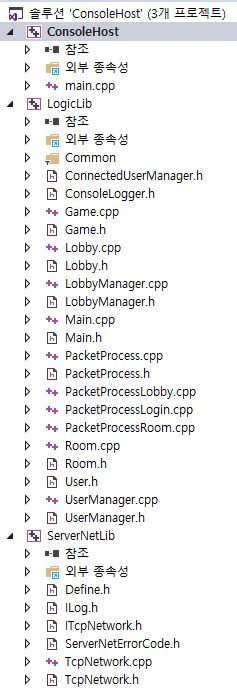 솔루션 'ConsoleHost' (3개 프로젝트)
ConsoleHost
참조
외부 종속성
main.cpp
LogicLib
참조
외부 종속성
Common
ConnectedUserManager.h
ConsoleLogger.h
Game.cpp
Game.h
Lobby.cpp
Lobby.h
LobbyManager.cpp
LobbyManager.h
Main.cpp
Main.h
PacketProcess.cpp
PacketProcess.h
PacketProcessLobby.cpp
PacketProcessLogin.cpp
PacketProcessRoom.cpp
Room.cpp
Room.h
User.h
UserManager.cpp
UserManager.h
ServerNetLib
참조
외부 종속성
Define.h
ILog.h
ITcpNetwork.h
ServerNetErrorCode.h
TcpNetwork.cpp
TcpNetwork.h